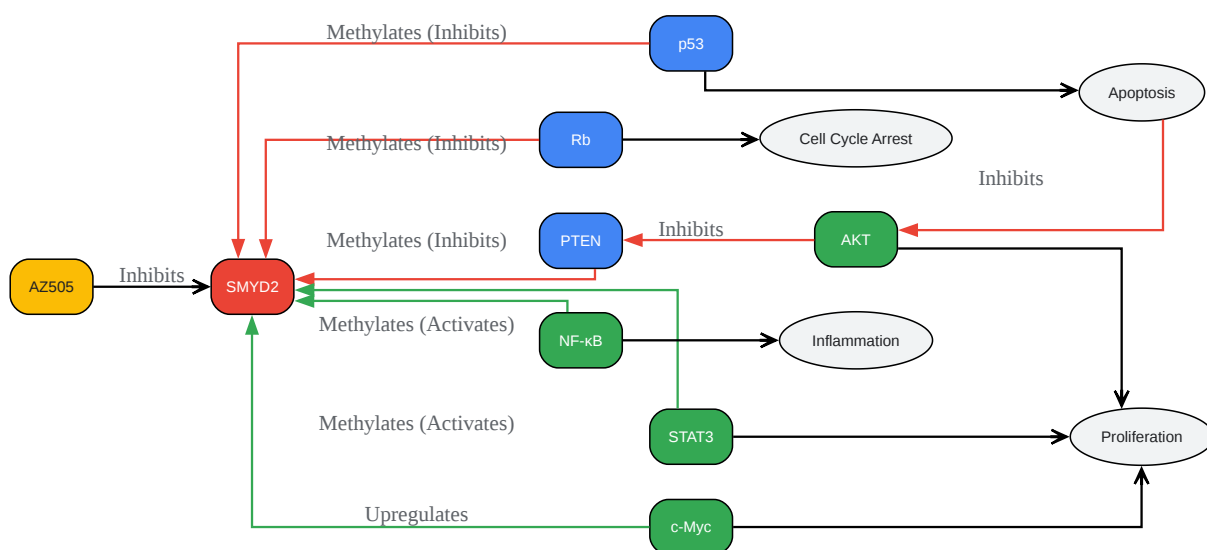 Methylates (Inhibits)
p53
Apoptosis
Methylates (Inhibits)
Rb
Cell Cycle Arrest
Inhibits
Methylates (Inhibits)
PTEN
Inhibits
AKT
AZ505
Inhibits
SMYD2
Methylates (Activates)
NF-κB
Inflammation
Methylates (Activates)
STAT3
Proliferation
Upregulates
c-Myc